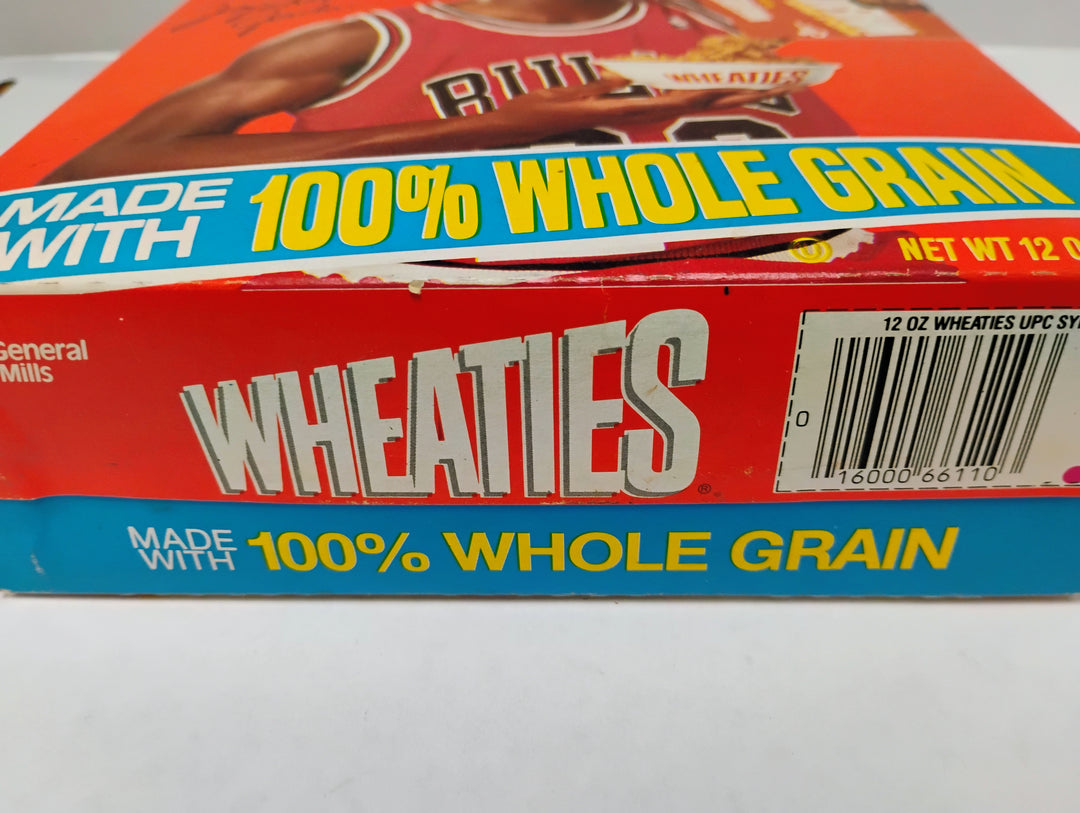 WHEATIES
MADE
WITH
100% WHOLE GRAIN
NET WT 12
General
Mills
WHEATIES®
12 OZ WHEATIES UPC
0
16000 66110
MADE
WITH
100% WHOLE GRAIN